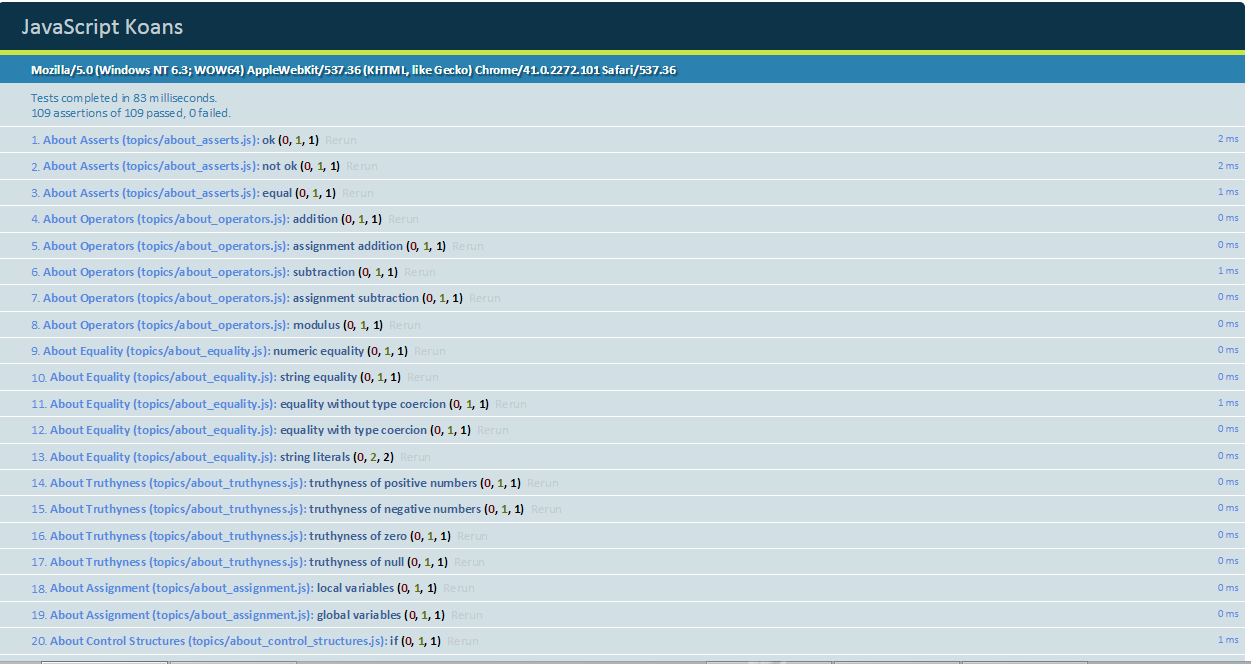 JavaScript Koans
Mozilla/5.0 (Windows NT 6.3; WOW64) AppleWebKit/537.36 (KHTML, like Gecko) Chrome/41.0.2272.101 Safari/537.36
Tests completed in 83 milliseconds.
109 assertions of 109 passed, 0 failed.
1. About Asserts (topics/about_asserts.js): ok (0, 1, 1) Rerun 2 ms
2. About Asserts (topics/about_asserts.js): not ok (0, 1, 1) Rerun 2 ms
3. About Asserts (topics/about_asserts.js): equal (0, 1, 1) Rerun 1 ms
4. About Operators (topics/about_operators.js): addition (0, 1, 1) Rerun 0 ms
5. About Operators (topics/about_operators.js): assignment addition (0, 1, 1) Rerun 0 ms
6. About Operators (topics/about_operators.js): subtraction (0, 1, 1) Rerun 1 ms
7. About Operators (topics/about_operators.js): assignment subtraction (0, 1, 1) Rerun 0 ms
8. About Operators (topics/about_operators.js): modulus (0, 1, 1) Rerun 0 ms
9. About Equality (topics/about_equality.js): numeric equality (0, 1, 1) Rerun 0 ms
10. About Equality (topics/about_equality.js): string equality (0, 1, 1) Rerun 0 ms
11. About Equality (topics/about_equality.js): equality without type coercion (0, 1, 1) Rerun 1 ms
12. About Equality (topics/about_equality.js): equality with type coercion (0, 1, 1) Rerun 0 ms
13. About Equality (topics/about_equality.js): string literals (0, 2, 2) Rerun 0 ms
14. About Truthyness (topics/about_truthyness.js): truthyness of positive numbers (0, 1, 1) Rerun 0 ms
15. About Truthyness (topics/about_truthyness.js): truthyness of negative numbers (0, 1, 1) Rerun 0 ms
16. About Truthyness (topics/about_truthyness.js): truthyness of zero (0, 1, 1) Rerun 0 ms
17. About Truthyness (topics/about_truthyness.js): truthyness of null (0, 1, 1) Rerun 0 ms
18. About Assignment (topics/about_assignment.js): local variables (0, 1, 1) Rerun 0 ms
19. About Assignment (topics/about_assignment.js): global variables (0, 1, 1) Rerun 0 ms
20. About Control Structures (topics/about_control_structures.js): if (0, 1, 1) Rerun 1 ms